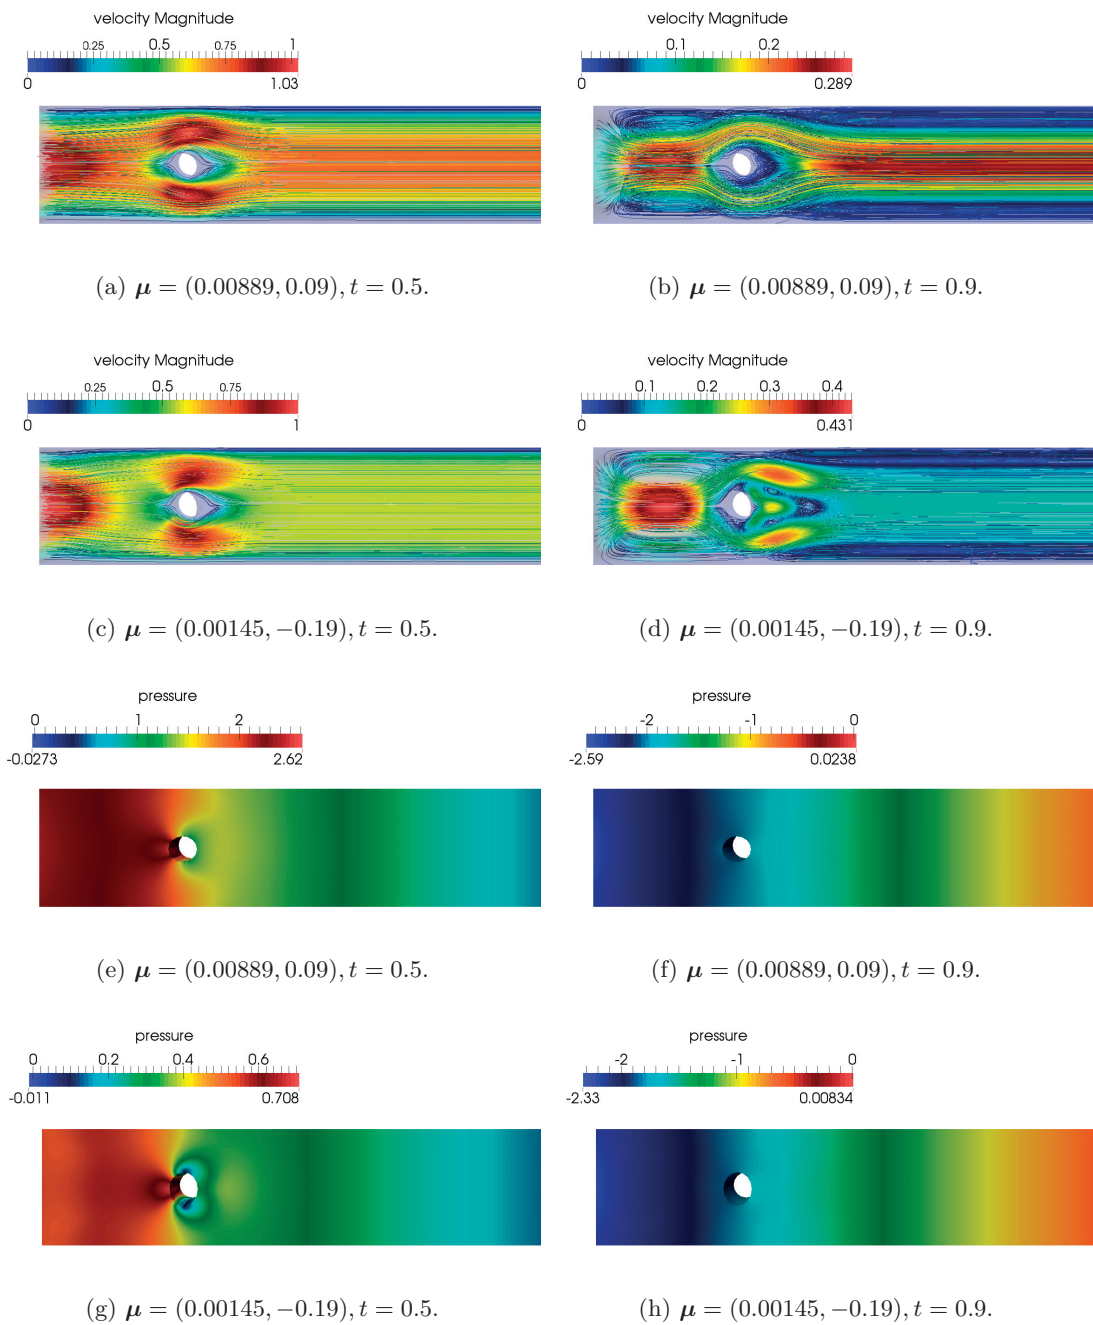 velocity Magnitude
0.25 0.5 0.75 1
0 1.03
velocity Magnitude
0.1 0.2
0 0.289
(a) μ = (0.00889, 0.09), t = 0.5.
(b) μ = (0.00889, 0.09), t = 0.9.
velocity Magnitude
0.25 0.5 0.75
0 1
velocity Magnitude
0.1 0.2 0.3 0.4
0 0.431
(c) μ = (0.00145, −0.19), t = 0.5.
(d) μ = (0.00145, −0.19), t = 0.9.
pressure
0 1 2
-0.0273 2.62
pressure
-2 -1 0
-2.59 0.0238
(e) μ = (0.00889, 0.09), t = 0.5.
(f) μ = (0.00889, 0.09), t = 0.9.
pressure
0 0.2 0.4 0.6
-0.011 0.708
pressure
-2 -1 0
-2.33 0.00834
(g) μ = (0.00145, −0.19), t = 0.5.
(h) μ = (0.00145, −0.19), t = 0.9.